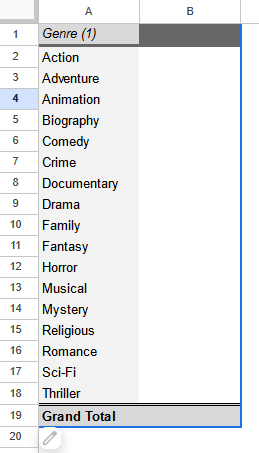 A B
1 Genre (1)
2 Action
3 Adventure
4 Animation
5 Biography
6 Comedy
7 Crime
8 Documentary
9 Drama
10 Family
11 Fantasy
12 Horror
13 Musical
14 Mystery
15 Religious
16 Romance
17 Sci-Fi
18 Thriller
19 Grand Total
20